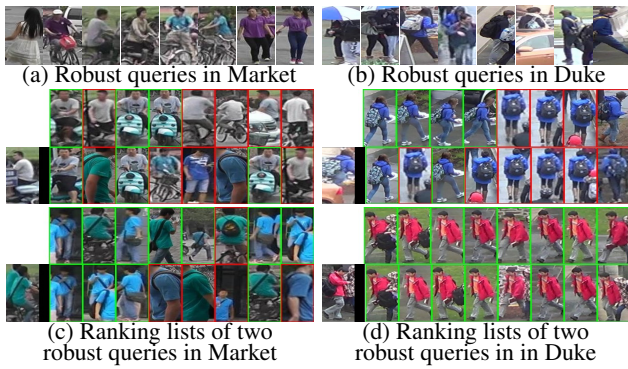 (a) Robust queries in Market
(b) Robust queries in Duke
(c) Ranking lists of two
robust queries in Market
(d) Ranking lists of two
robust queries in in Duke